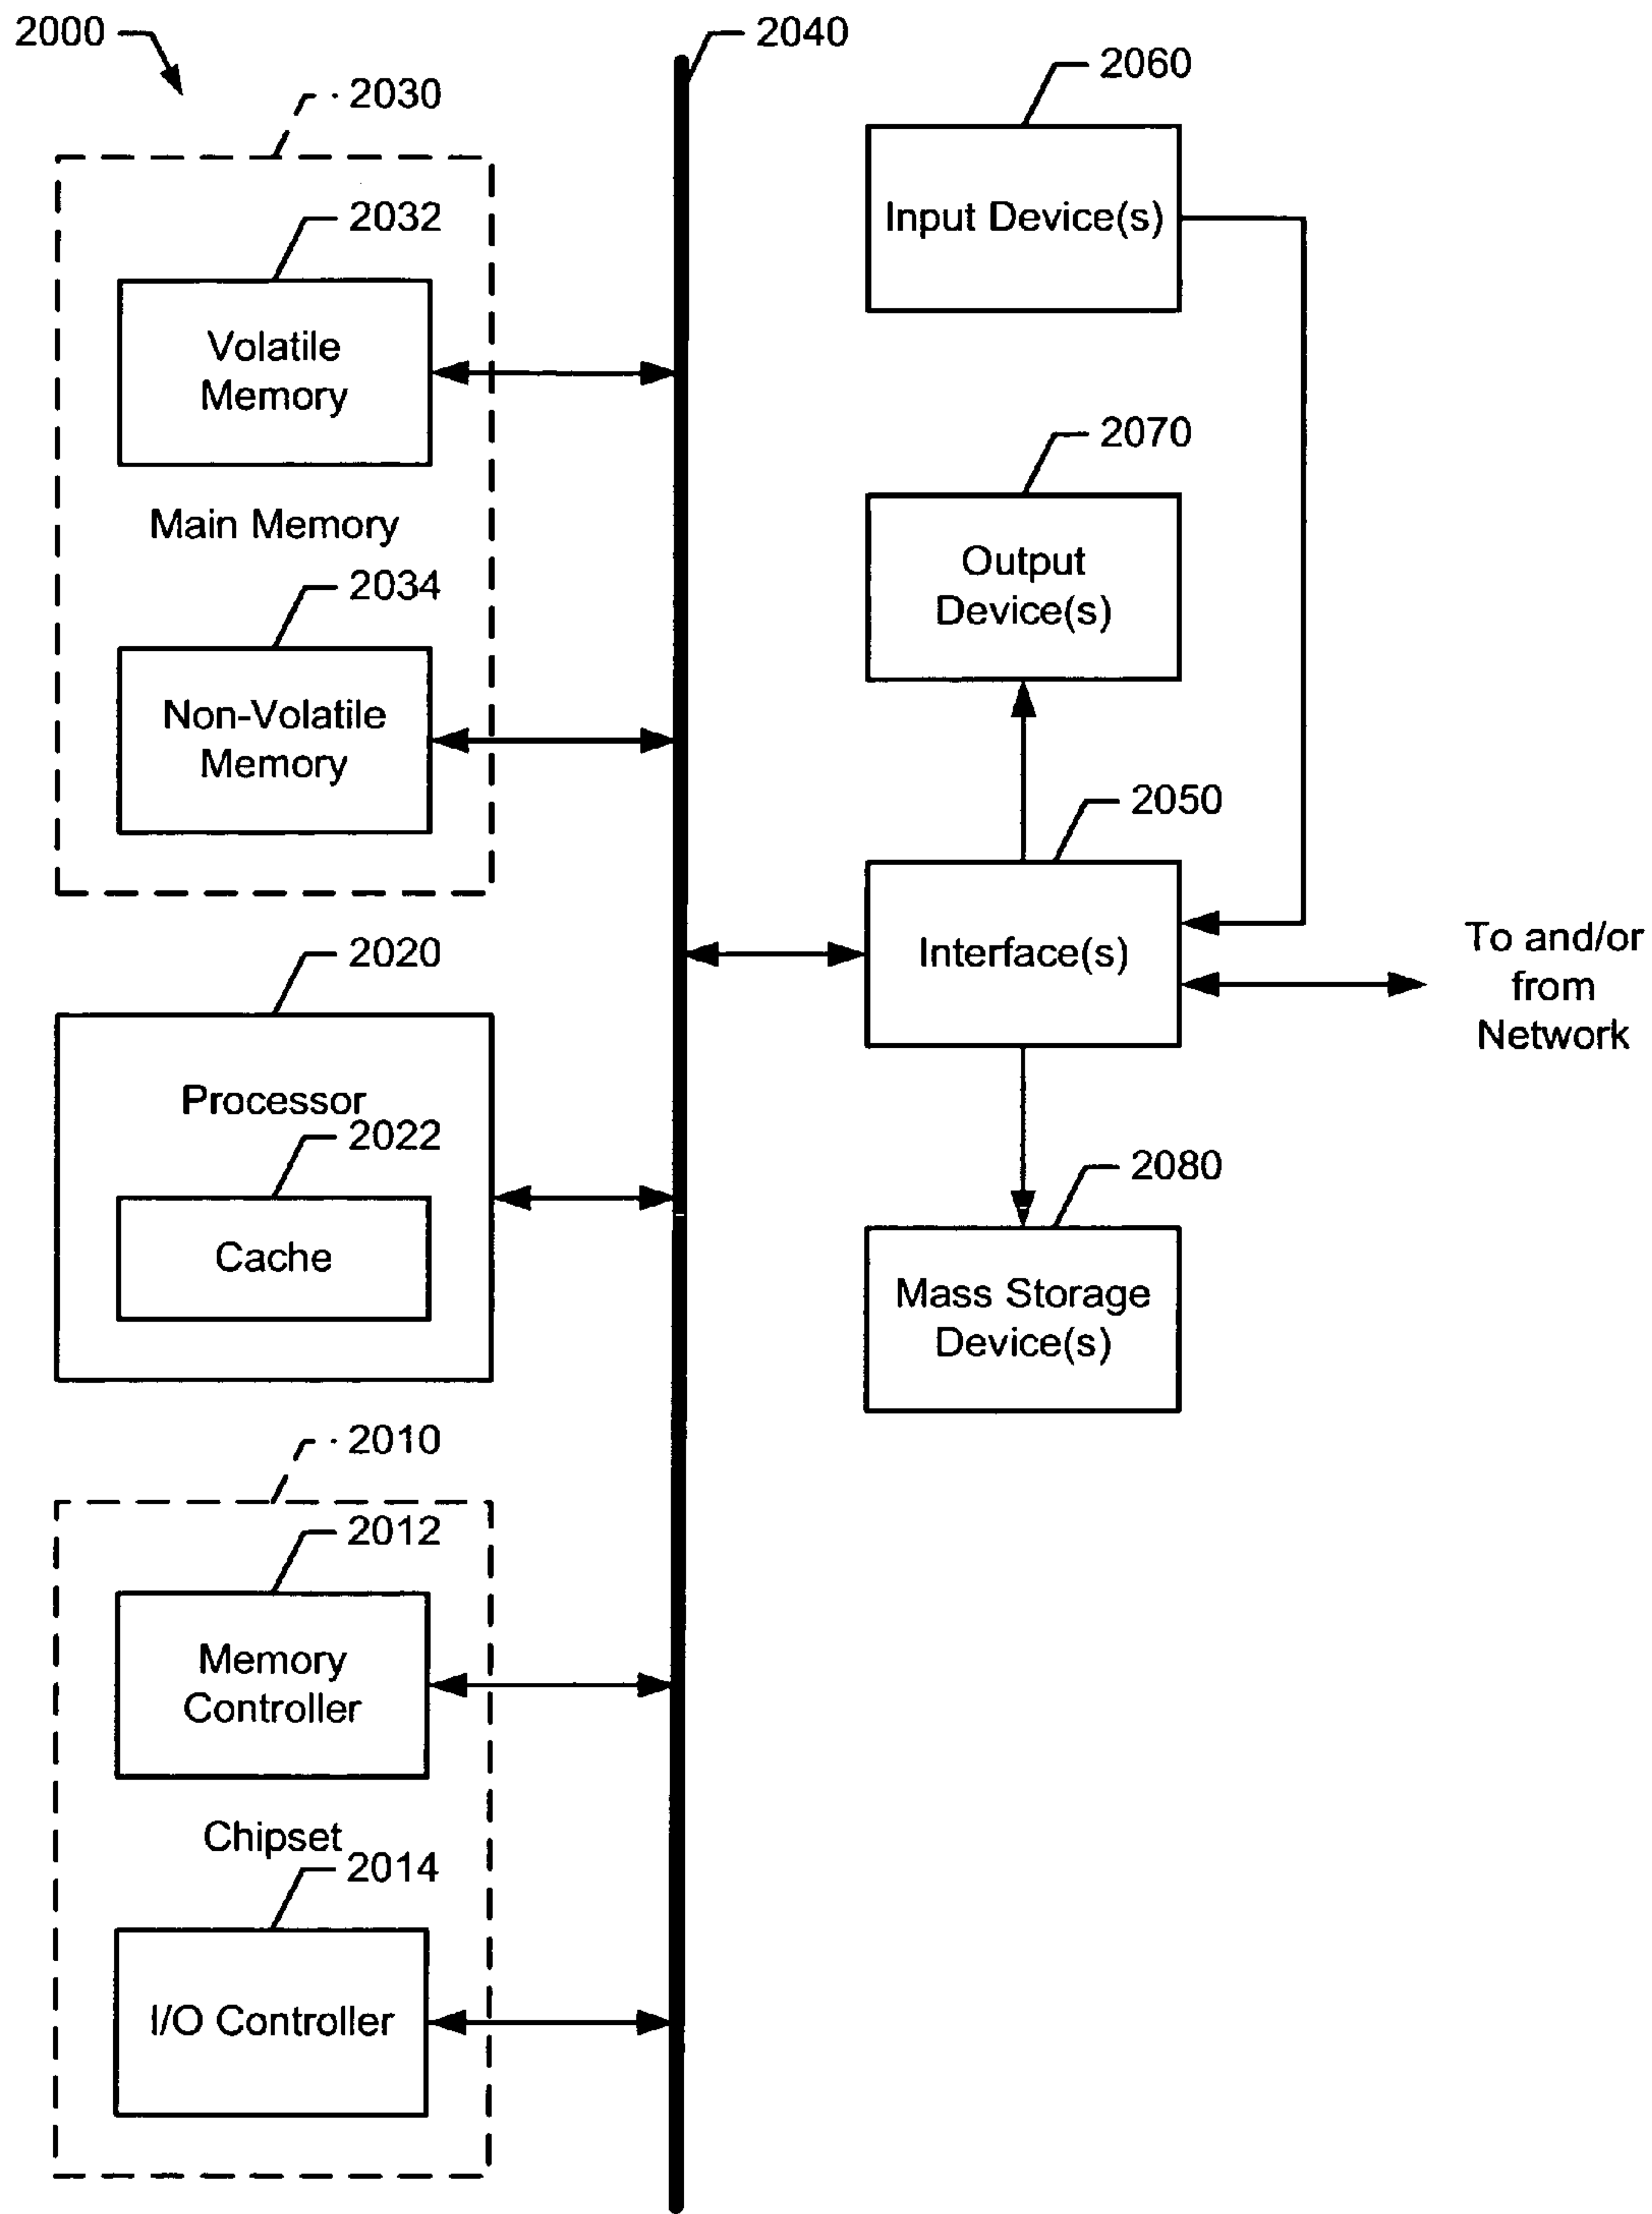 2000
2040
2060
2030
2032
Input Device(s)
Volatile
Memory
2070
Main Memory
Output
Device(s)
2034
Non-Volatile
Memory
2050
2020
Interface(s)
To and/or
from
Network
Processor
2022
2080
Cache
Mass Storage
Device(s)
2010
2012
Memory
Controller
Chipset
2014
I/O Controller